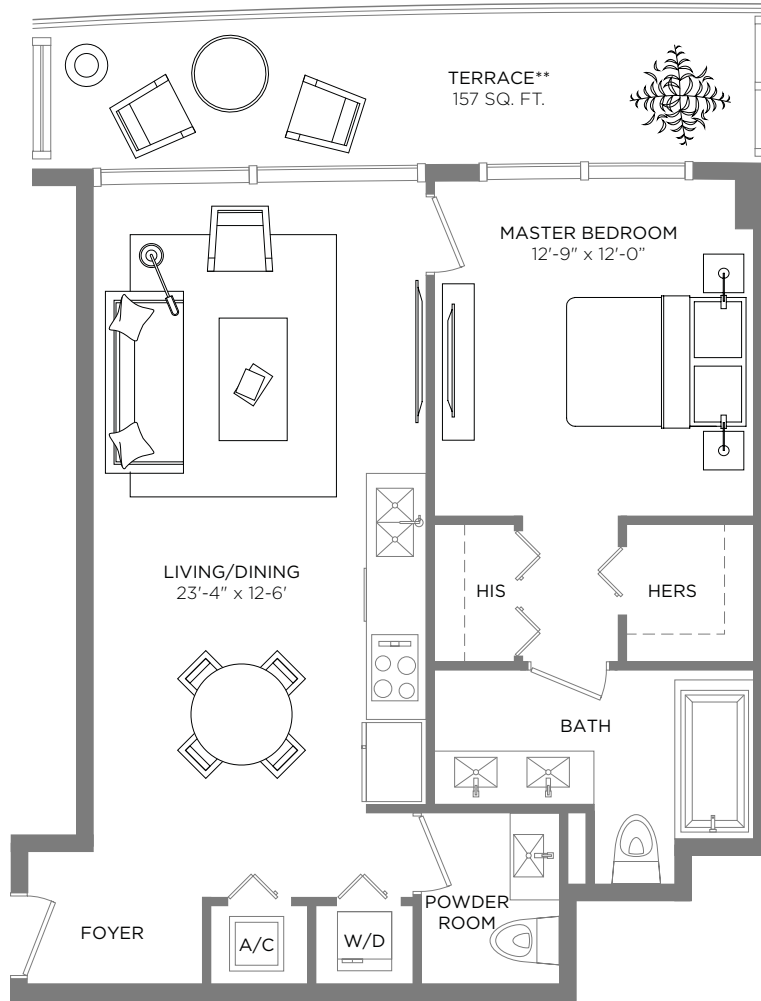 TERRACE**
157 SQ. FT.
MASTER BEDROOM
12'-9" x 12'-0”
LIVING/DINING
23'-4" x 12-6'
HIS
HERS
BATH
POWDER
ROOM
FOYER
A/C
W/D